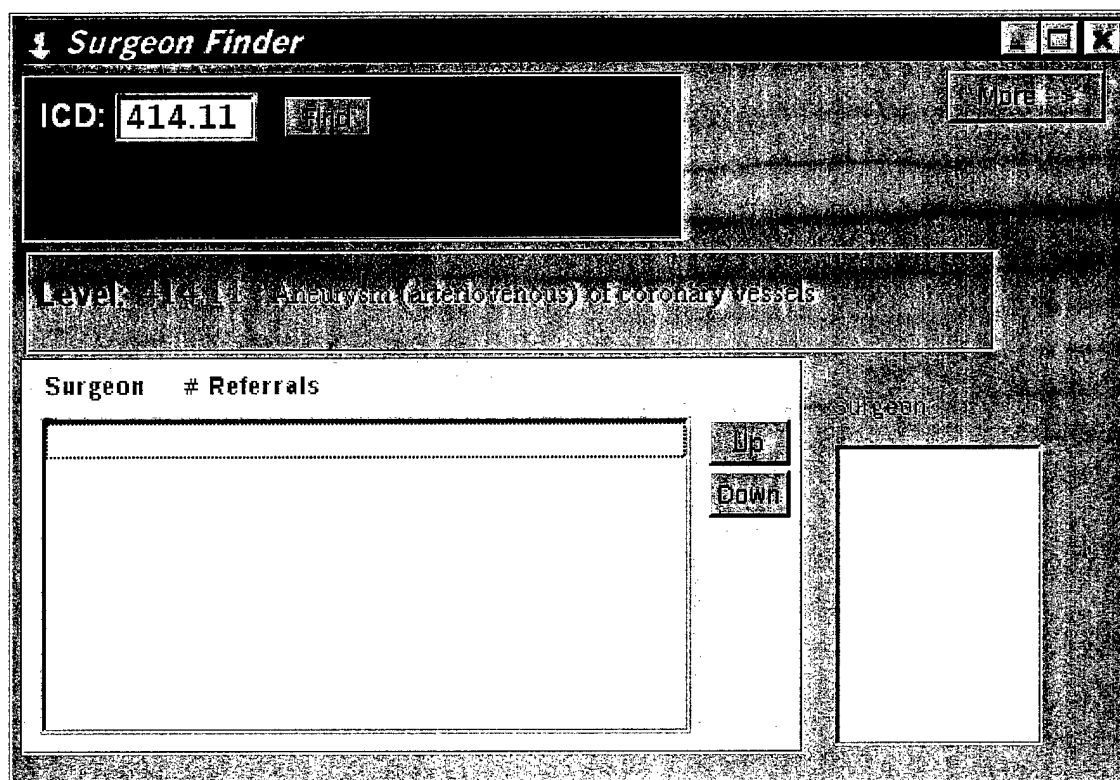 Surgeon Finder
ICD: 414.11 Find
More >
Level: 414.11 : Aneurysm (arteriovenous) of coronary vessels
Surgeon # Referrals
Surgeon
Up
Down